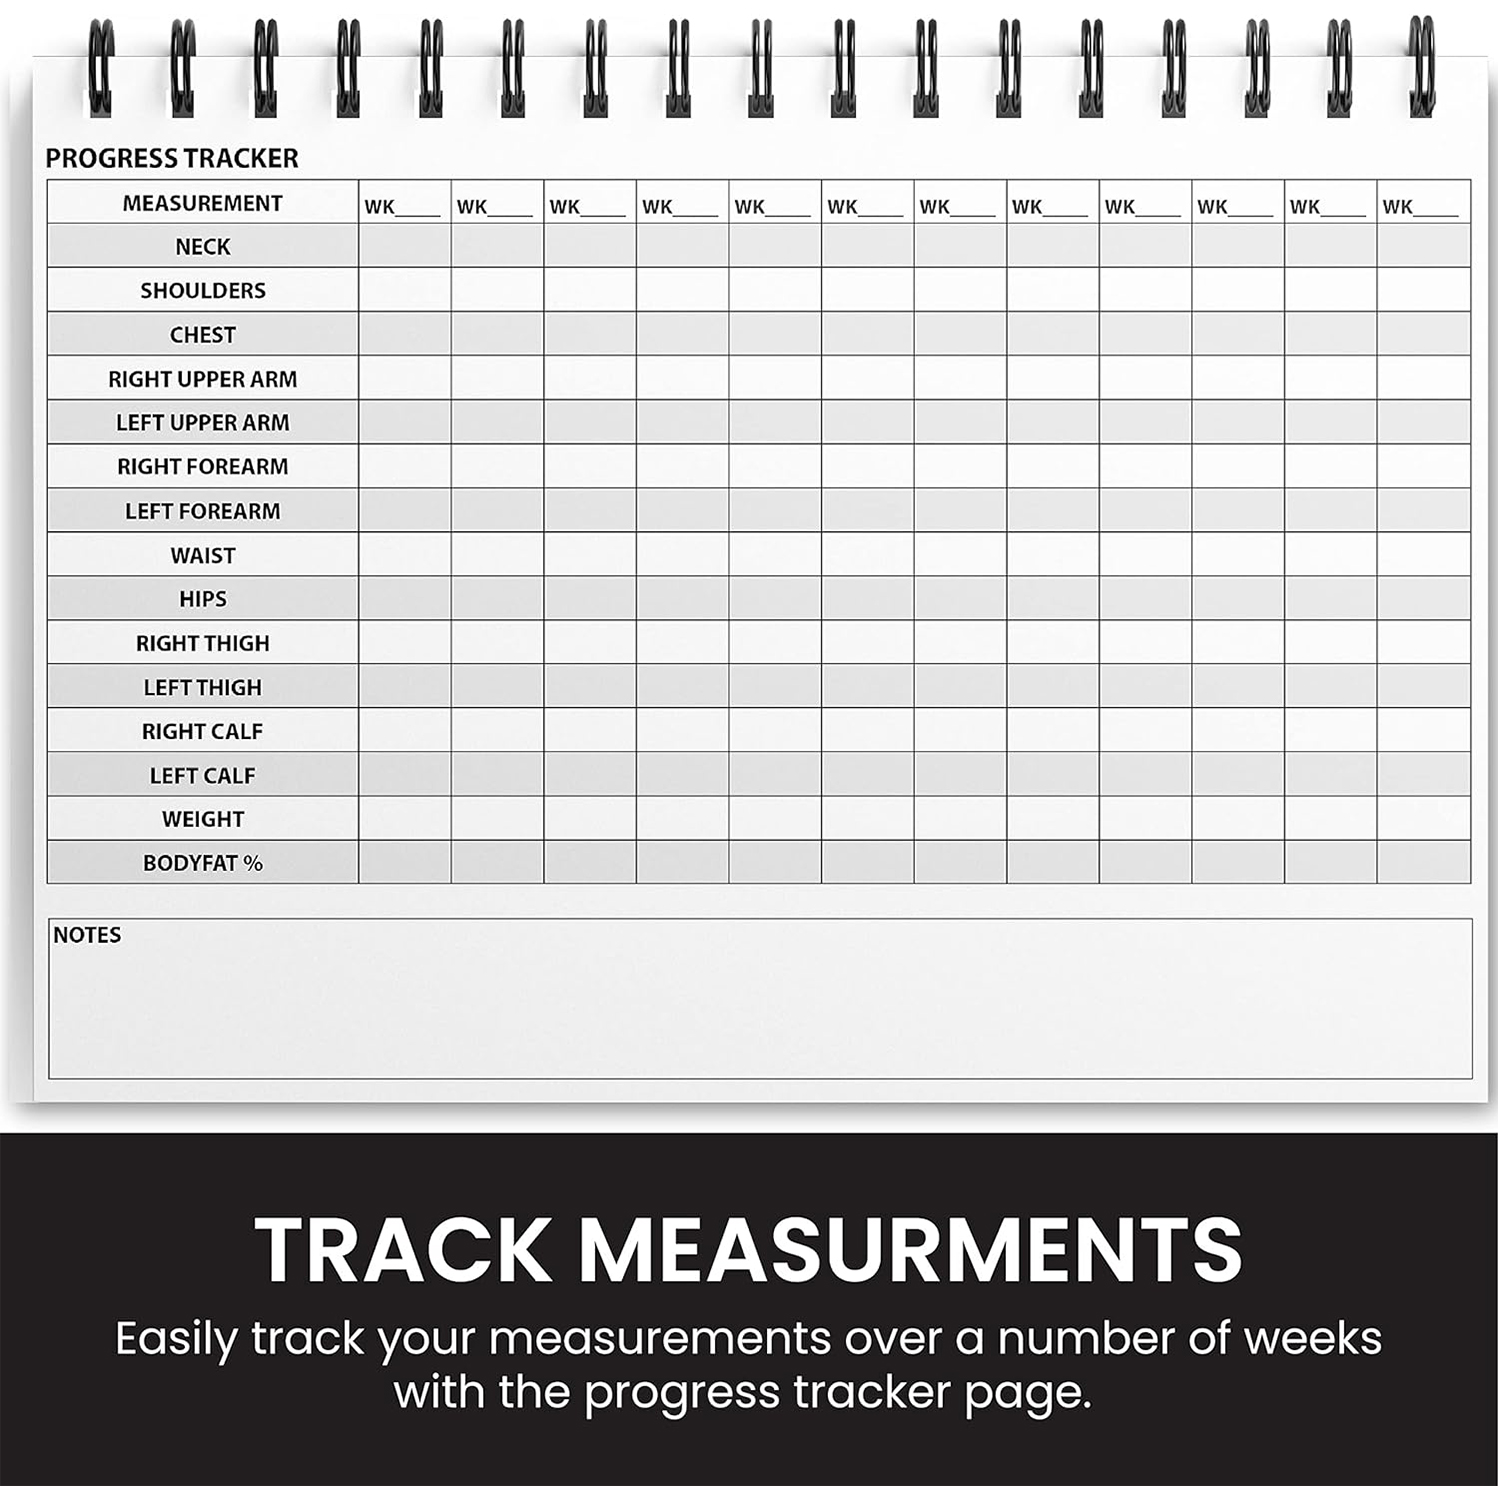 PROGRESS TRACKER
MEASUREMENT WK____ WK____ WK____ WK____ WK____ WK____ WK____ WK____ WK____ WK____ WK____ WK____
NECK
SHOULDERS
CHEST
RIGHT UPPER ARM
LEFT UPPER ARM
RIGHT FOREARM
LEFT FOREARM
WAIST
HIPS
RIGHT THIGH
LEFT THIGH
RIGHT CALF
LEFT CALF
WEIGHT
BODYFAT %
NOTES
TRACK MEASURMENTS
Easily track your measurements over a number of weeks
with the progress tracker page.